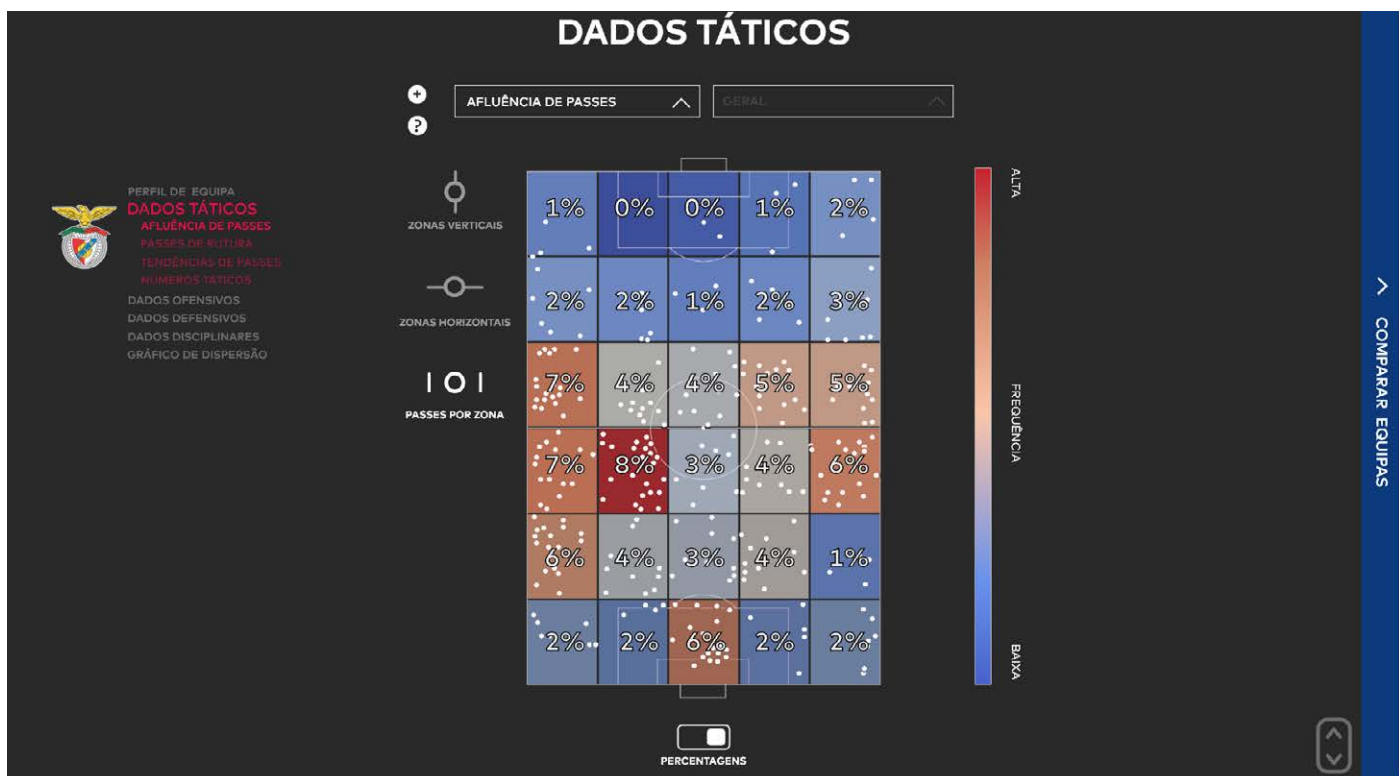 DADOS TÁTICOS
AFLUÊNCIA DE PASSES
GERAL
PERFIL DE EQUIPA
DADOS TÁTICOS
AFLUÊNCIA DE PASSES
PASSES DE RUTURA
TENDÊNCIAS DE PASSES
NÚMEROS TÁTICOS
DADOS OFENSIVOS
DADOS DEFENSIVOS
DADOS DISCIPLINARES
GRÁFICO DE DISPERSÃO
ZONAS VERTICAIS
ZONAS HORIZONTAIS
PASSES POR ZONA
1% 0% 0% 1% 2%
2% 2% 1% 2% 3%
7% 4% 4% 5% 5%
7% 8% 3% 4% 6%
6% 4% 3% 4% 1%
2% 2% 6% 2% 2%
PERCENTAGENS
ALTA
FREQUÊNCIA
BAIXA
COMPARAR EQUIPAS